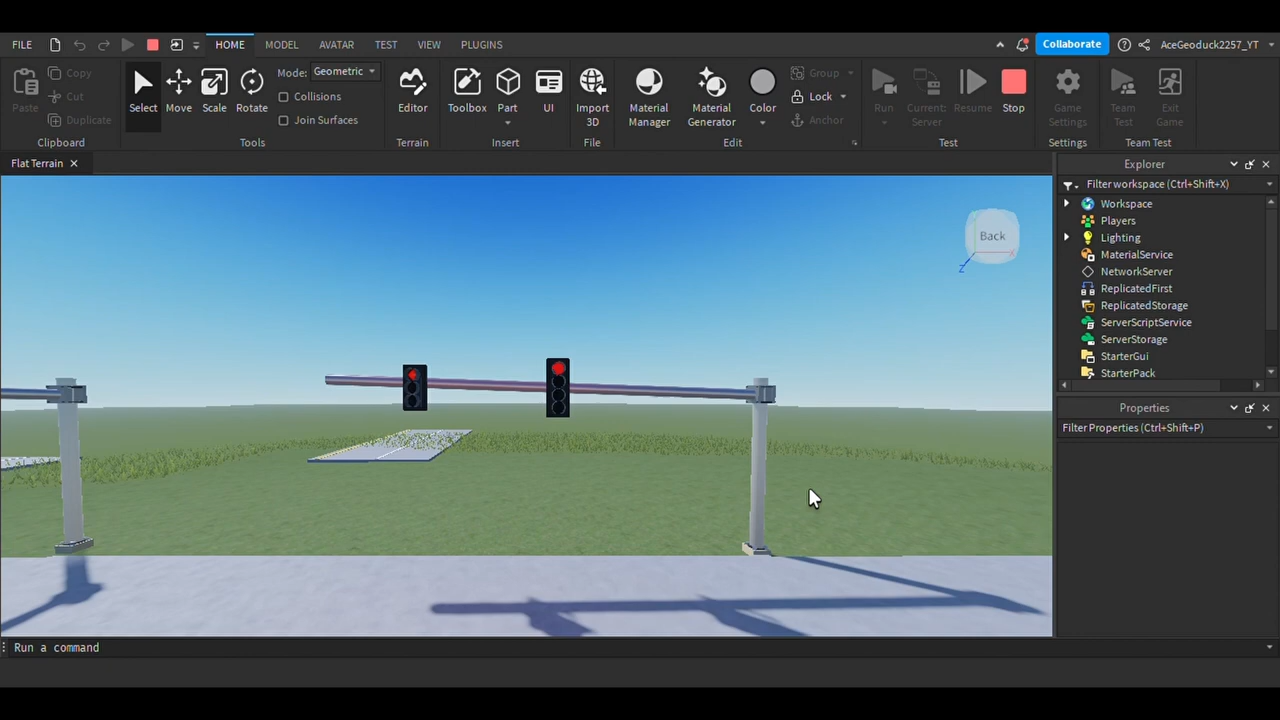 FILE HOME MODEL AVATAR TEST VIEW PLUGINS Collaborate AceGeoduck2257_YT
Paste Copy Cut Duplicate
Clipboard
Select Move Scale Rotate
Mode: Geometric
Collisions
Join Surfaces
Tools
Editor
Terrain
Toolbox Part UI
Insert
Import 3D
File
Material Manager
Material Generator
Color
Group
Lock
Anchor
Edit
Run
Current: Server
Resume
Stop
Test
Game Settings
Settings
Team Test
Exit Game
Team Test
Flat Terrain
Back
Z
Explorer
Filter workspace (Ctrl+Shift+X)
Workspace
Players
Lighting
MaterialService
NetworkServer
ReplicatedFirst
ReplicatedStorage
ServerScriptService
ServerStorage
StarterGui
StarterPack
Properties
Filter Properties (Ctrl+Shift+P)
Run a command